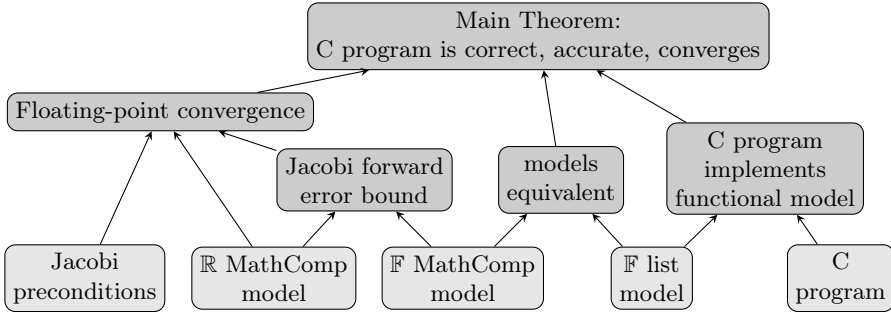 Main Theorem:
C program is correct, accurate, converges
Floating-point convergence
Jacobi forward
error bound
models
equivalent
C program
implements
functional model
Jacobi
preconditions
ℝ MathComp
model
𝔽 MathComp
model
𝔽 list
model
C
program